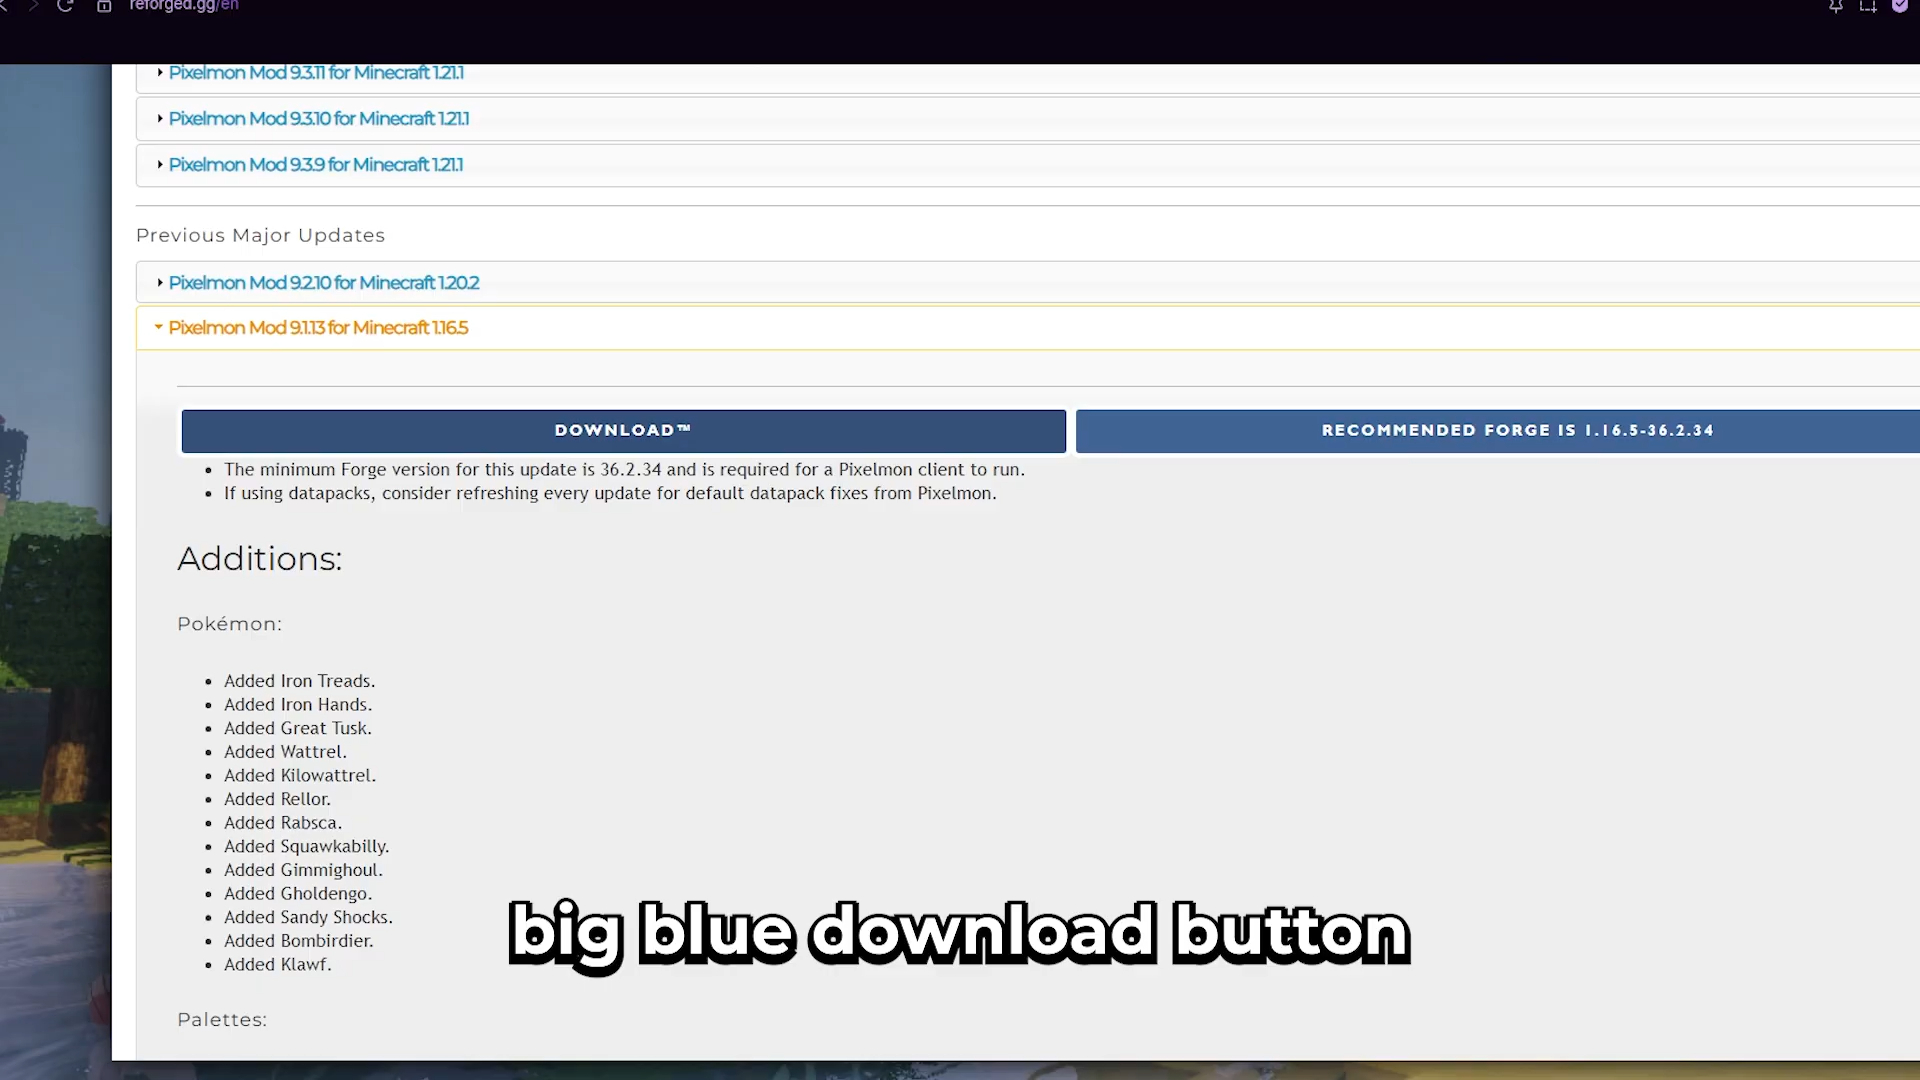 reforged.gg/en
Pixelmon Mod 9.3.11 for Minecraft 1.21.1
Pixelmon Mod 9.3.10 for Minecraft 1.21.1
Pixelmon Mod 9.3.9 for Minecraft 1.21.1
Previous Major Updates
Pixelmon Mod 9.2.10 for Minecraft 1.20.2
Pixelmon Mod 9.1.13 for Minecraft 1.16.5
DOWNLOAD™
RECOMMENDED FORGE IS 1.16.5-36.2.34
• The minimum Forge version for this update is 36.2.34 and is required for a Pixelmon client to run.
• If using datapacks, consider refreshing every update for default datapack fixes from Pixelmon.
Additions:
Pokémon:
• Added Iron Treads.
• Added Iron Hands.
• Added Great Tusk.
• Added Wattrel.
• Added Kilowattrel.
• Added Rellor.
• Added Rabsca.
• Added Squawkabilly.
• Added Gimmighoul.
• Added Gholdengo.
• Added Sandy Shocks.
• Added Bombirdier.
• Added Klawf.
big blue download button
Palettes: